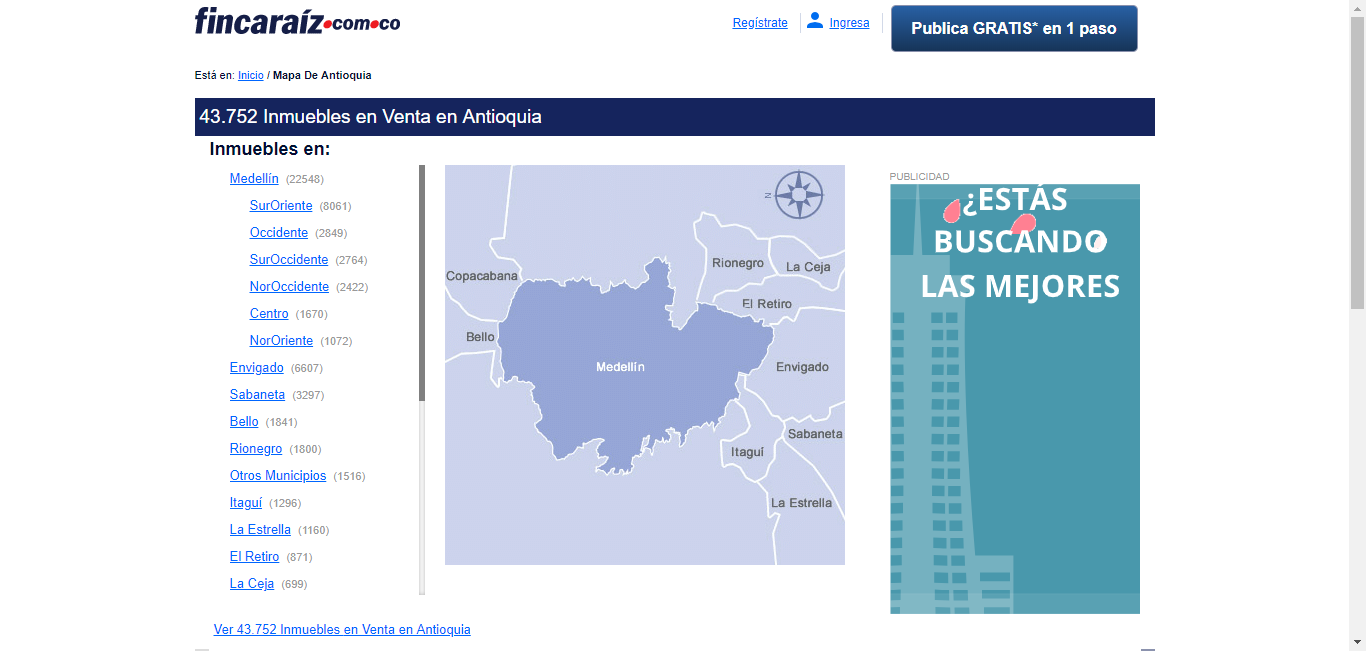 fincaraíz.com.co
Regístrate
Ingresa
Publica GRATIS* en 1 paso
Está en: Inicio / Mapa De Antioquia
43.752 Inmuebles en Venta en Antioquia
Inmuebles en:
Medellín (22548)
SurOriente (8061)
Occidente (2849)
SurOccidente (2764)
NorOccidente (2422)
Centro (1670)
NorOriente (1072)
Envigado (6607)
Sabaneta (3297)
Bello (1841)
Rionegro (1800)
Otros Municipios (1516)
Itaguí (1296)
La Estrella (1160)
El Retiro (871)
La Ceja (699)
Ver 43.752 Inmuebles en Venta en Antioquia
N
Copacabana
Rionegro
La Ceja
El Retiro
Bello
Medellín
Envigado
Sabaneta
Itaguí
La Estrella
PUBLICIDAD
¿ESTÁS
BUSCANDO
LAS MEJORES